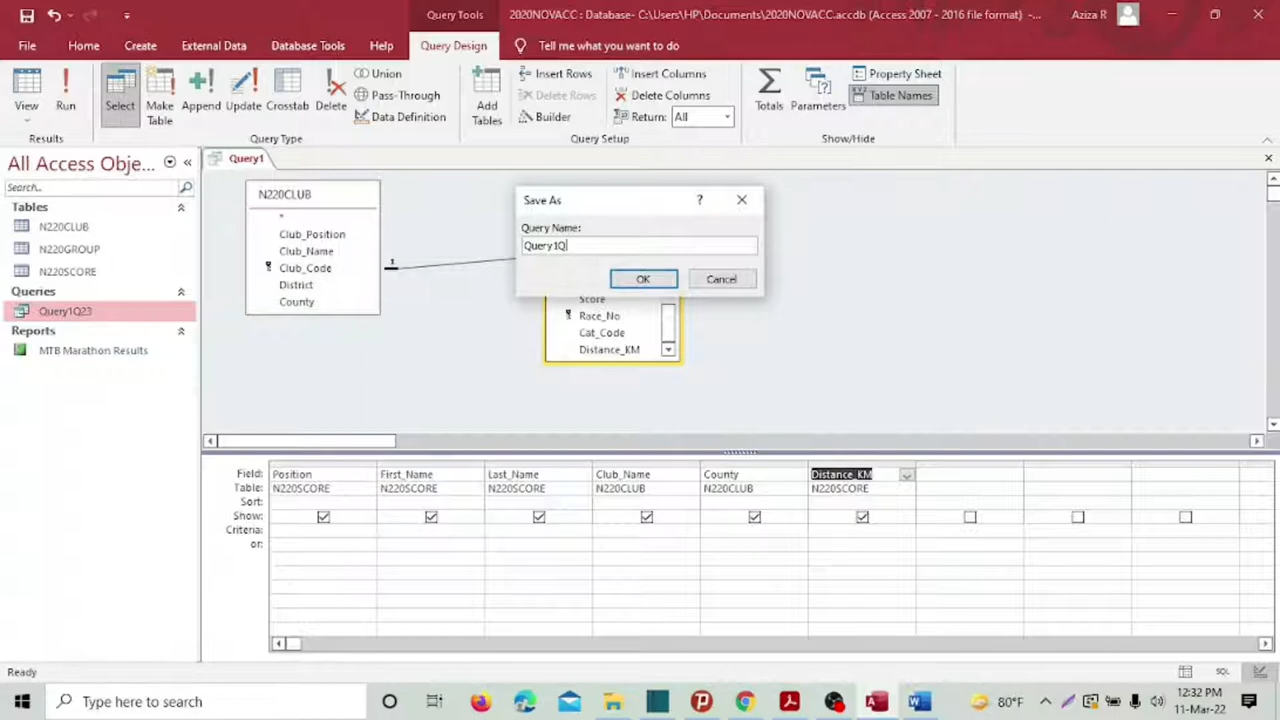 Query Tools
2020NOVACC : Database- C:\Users\HP\Documents\2020NOVACC.accdb (Access 2007 - 2016 file format) -...
Aziza R
File
Home
Create
External Data
Database Tools
Help
Query Design
Tell me what you want to do
View
Run
Select
Make
Table
Append
Update
Crosstab
Delete
Union
Pass-Through
Data Definition
Add
Tables
Insert Rows
Delete Rows
Builder
Insert Columns
Delete Columns
Return: All
Totals
Parameters
Property Sheet
Table Names
Results
Query Type
Query Setup
Show/Hide
All Access Obje...
Search...
Tables
N220CLUB
N220GROUP
N220SCORE
Queries
Query1Q23
Reports
MTB Marathon Results
Query1
N220CLUB
*
Club_Position
Club_Name
Club_Code
District
County
1
Save As
?
Query Name:
Query1Q
OK
Cancel
Score
Race_No
Cat_Code
Distance_KM
Field: Position First_Name Last_Name Club_Name County Distance_KM
Table: N220SCORE N220SCORE N220SCORE N220CLUB N220CLUB N220SCORE
Sort:
Show:
Criteria:
or:
Ready
SQL
Type here to search
80°F
12:32 PM
11-Mar-22